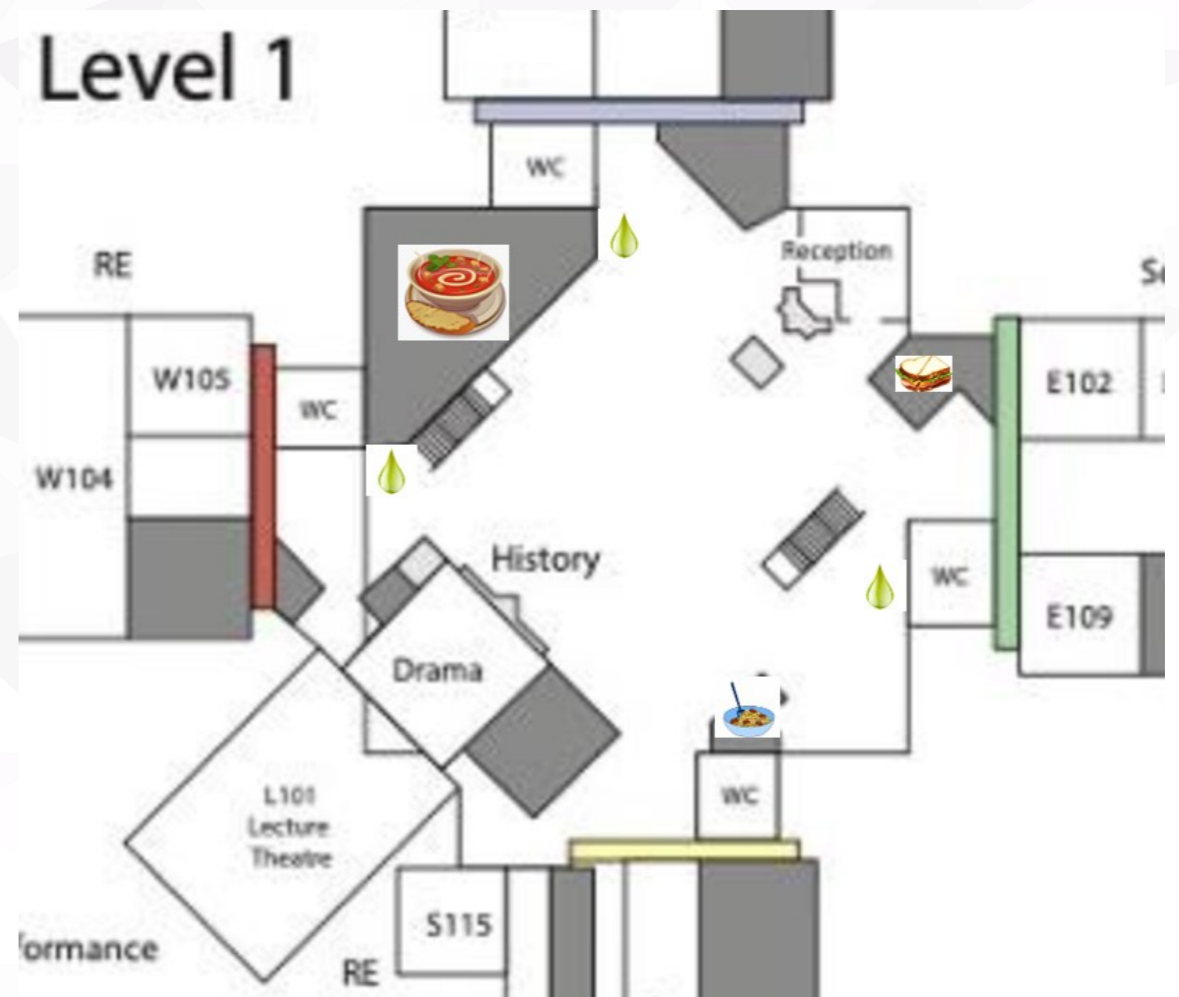 Level 1
WC
RE
Reception
W105
WC
E102
W104
History
WC
E109
Drama
L101
Lecture
Theatre
WC
S115
formance
RE